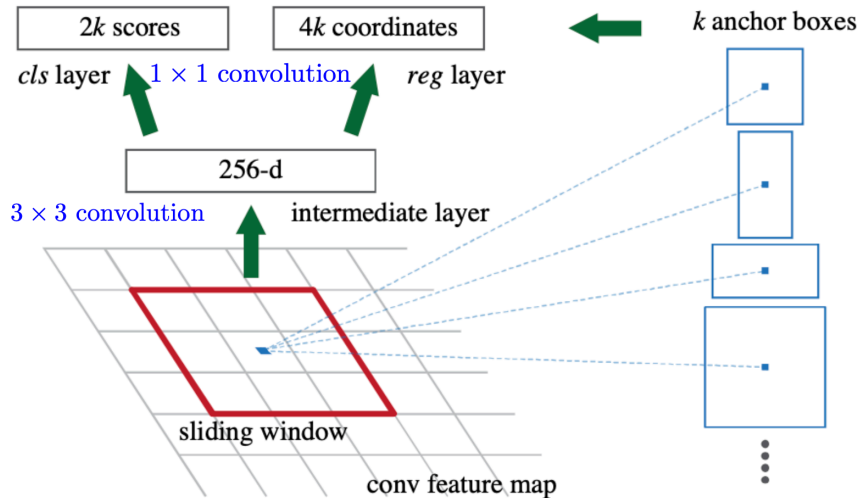 2k scores
4k coordinates
k anchor boxes
cls layer
1 × 1 convolution
reg layer
256-d
3 × 3 convolution
intermediate layer
sliding window
conv feature map